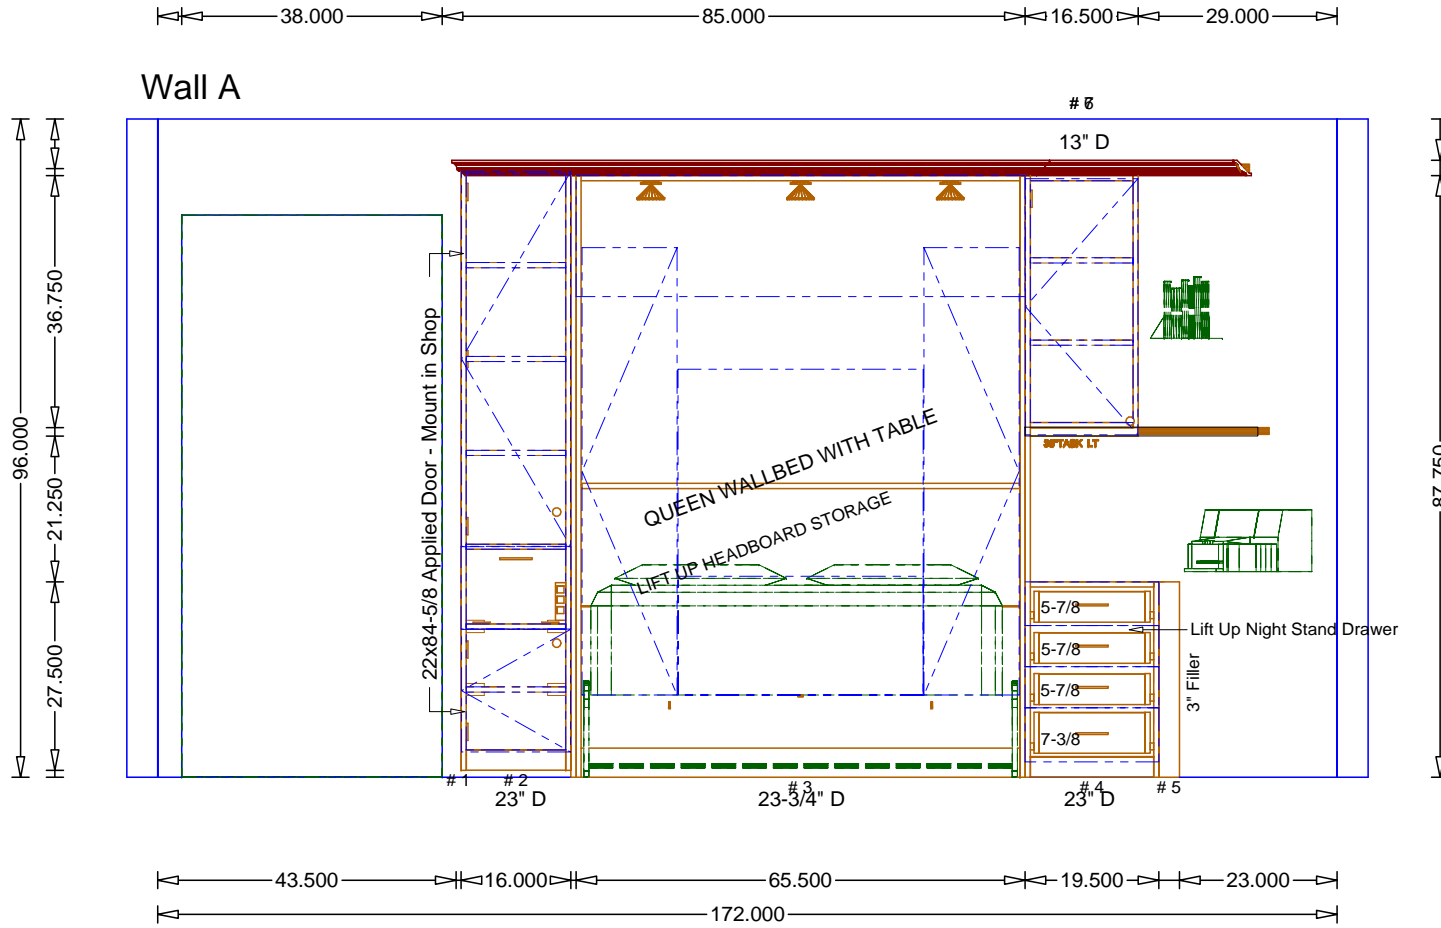 38.000
85.000
16.500
29.000
Wall A
13" D
36.750
96.000
21.250
27.500
87.750
22x84-5/8 Applied Door - Mount in Shop
QUEEN WALLBED WITH TABLE
LIFT UP HEADBOARD STORAGE
LT
5-7/8
5-7/8
5-7/8
7-3/8
Lift Up Night Stand Drawer
3" Filler
# 1
# 2
# 3
# 4
# 5
23" D
23-3/4" D
23" D
43.500
16.000
65.500
19.500
23.000
172.000